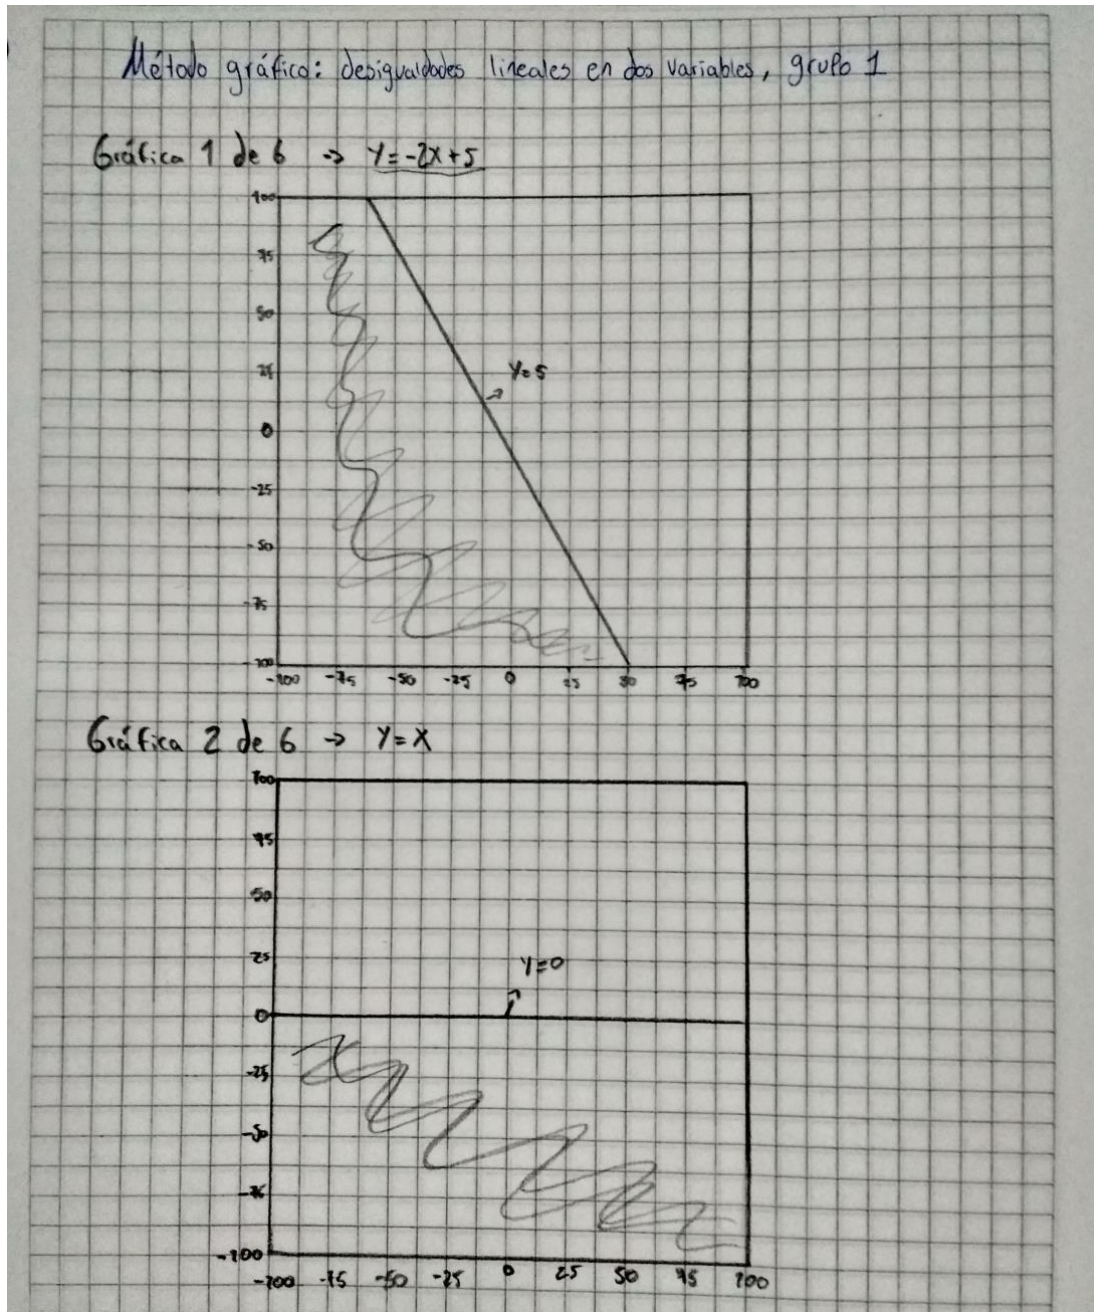 Método gráfico: desigualdades lineales en dos variables, grupo 1
Gráfica 1 de 6 -> Y=-2X+5
100
75
50
25
Y=5
0
-25
-50
-75
-100
-100 -75 -50 -25 0 25 50 75 100
Gráfica 2 de 6 -> Y=X
100
75
50
25
Y=0
0
-25
-50
-75
-100
-100 -75 -50 -25 0 25 50 75 100